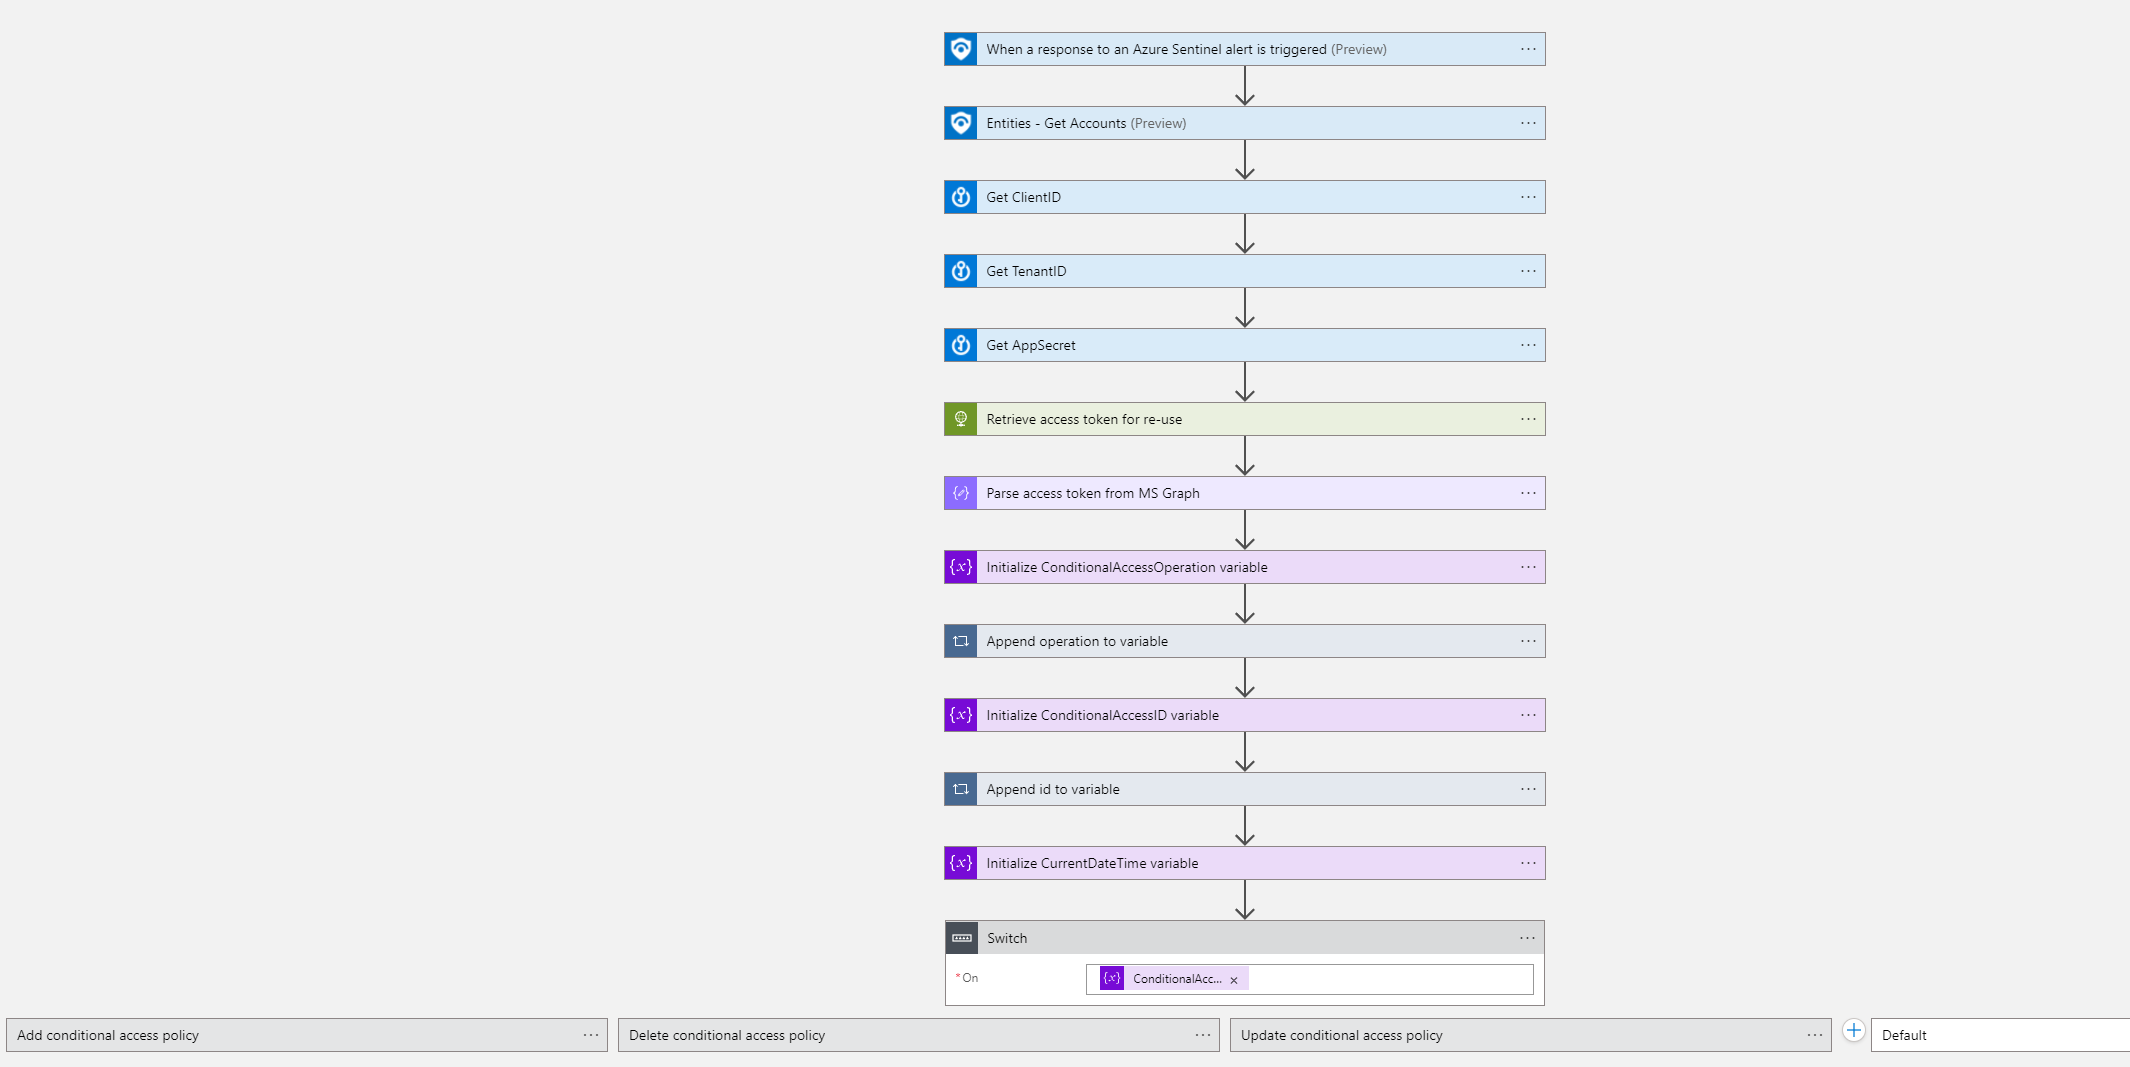 When a response to an Azure Sentinel alert is triggered (Preview)
Entities - Get Accounts (Preview)
Get ClientID
Get TenantID
Get AppSecret
Retrieve access token for re-use
Parse access token from MS Graph
{x} Initialize ConditionalAccessOperation variable
Append operation to variable
{x} Initialize ConditionalAccessID variable
Append id to variable
{x} Initialize CurrentDateTime variable
Switch
* On {x} ConditionalAcc... ×
Add conditional access policy
Delete conditional access policy
Update conditional access policy
Default